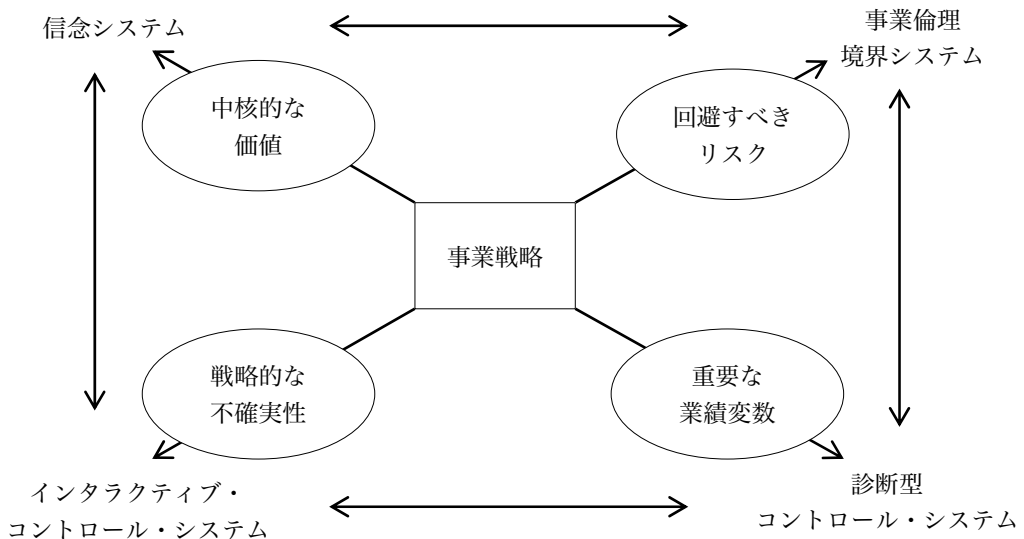 信念システム
事業倫理
境界システム
中核的な
価値
回避すべき
リスク
事業戦略
戦略的な
不確実性
重要な
業績変数
インタラクティブ・
コントロール・システム
診断型
コントロール・システム